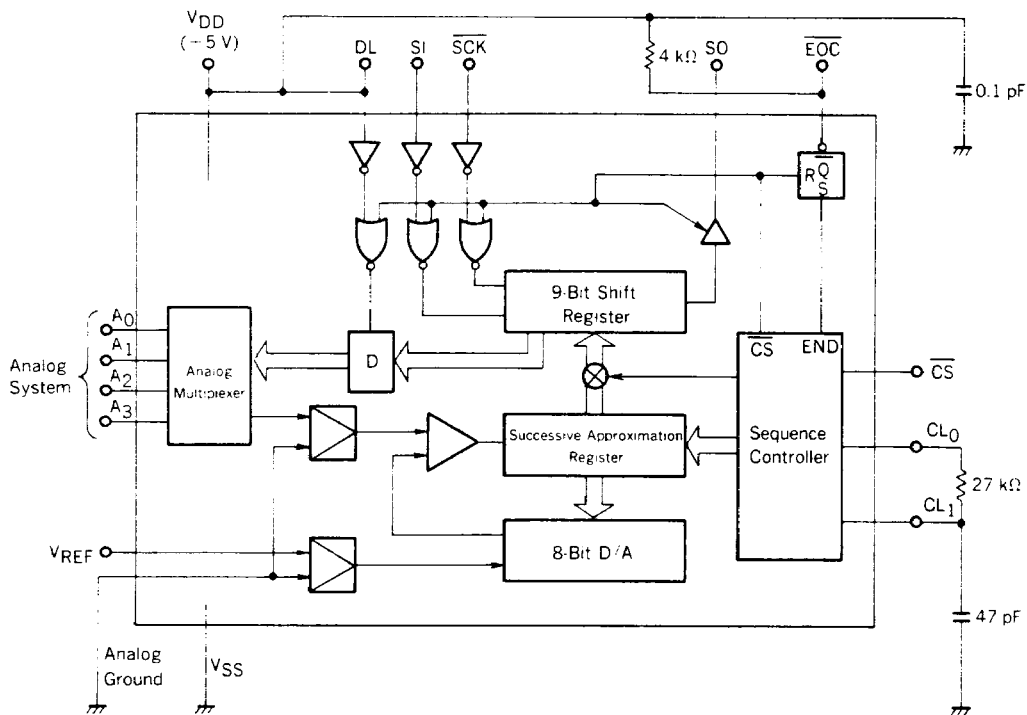 VDD
(−5 V)
DL
SI
SCK
4 kΩ
SO
EOC
0.1 pF
R
Q
S
9-Bit Shift
Register
CS
END
CS
A0
A1
A2
A3
Analog
System
Analog
Multiplexer
D
Successive Approximation
Register
Sequence
Controller
CL0
27 kΩ
CL1
VREF
8-Bit D/A
47 pF
Analog
Ground
VSS